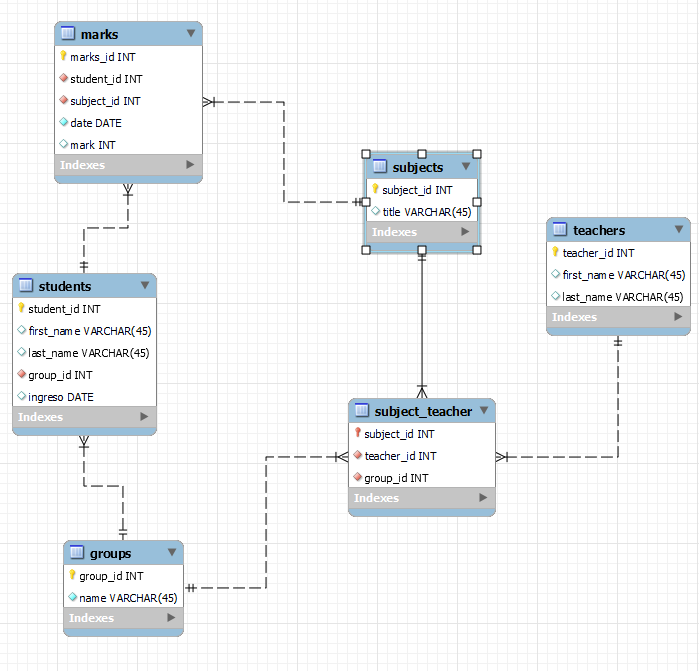 marks
marks_id INT
student_id INT
subject_id INT
date DATE
mark INT
Indexes
subjects
subject_id INT
title VARCHAR(45)
Indexes
teachers
teacher_id INT
first_name VARCHAR(45)
last_name VARCHAR(45)
Indexes
students
student_id INT
first_name VARCHAR(45)
last_name VARCHAR(45)
group_id INT
ingreso DATE
Indexes
subject_teacher
subject_id INT
teacher_id INT
group_id INT
Indexes
groups
group_id INT
name VARCHAR(45)
Indexes